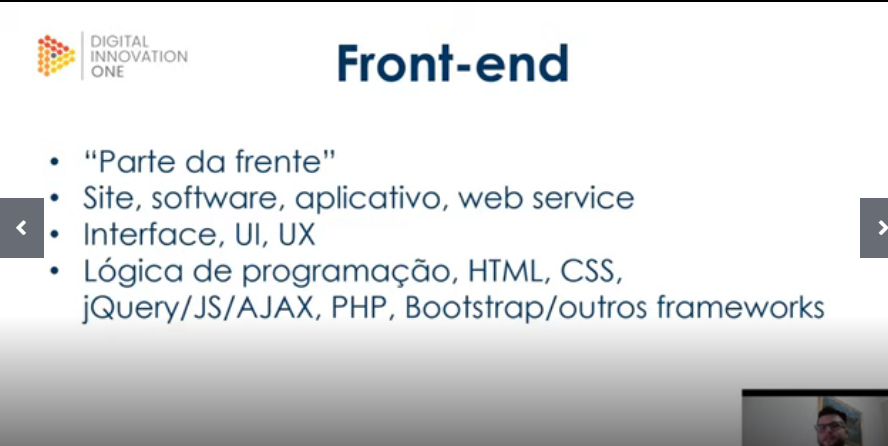 DIGITAL
INNOVATION
ONE
Front-end
• “Parte da frente”
• Site, software, aplicativo, web service
• Interface, UI, UX
• Lógica de programação, HTML, CSS,
jQuery/JS/AJAX, PHP, Bootstrap/outros frameworks